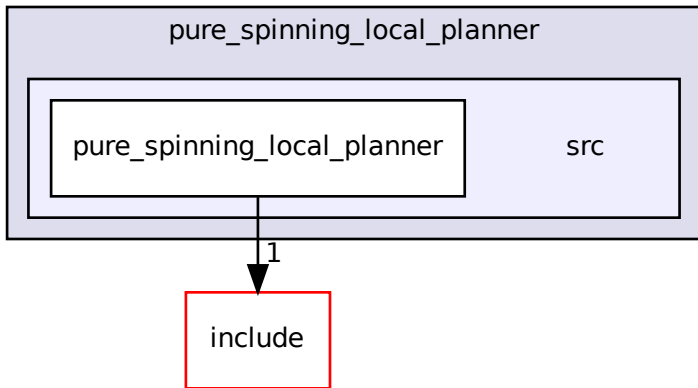 pure_spinning_local_planner
pure_spinning_local_planner src
1
include